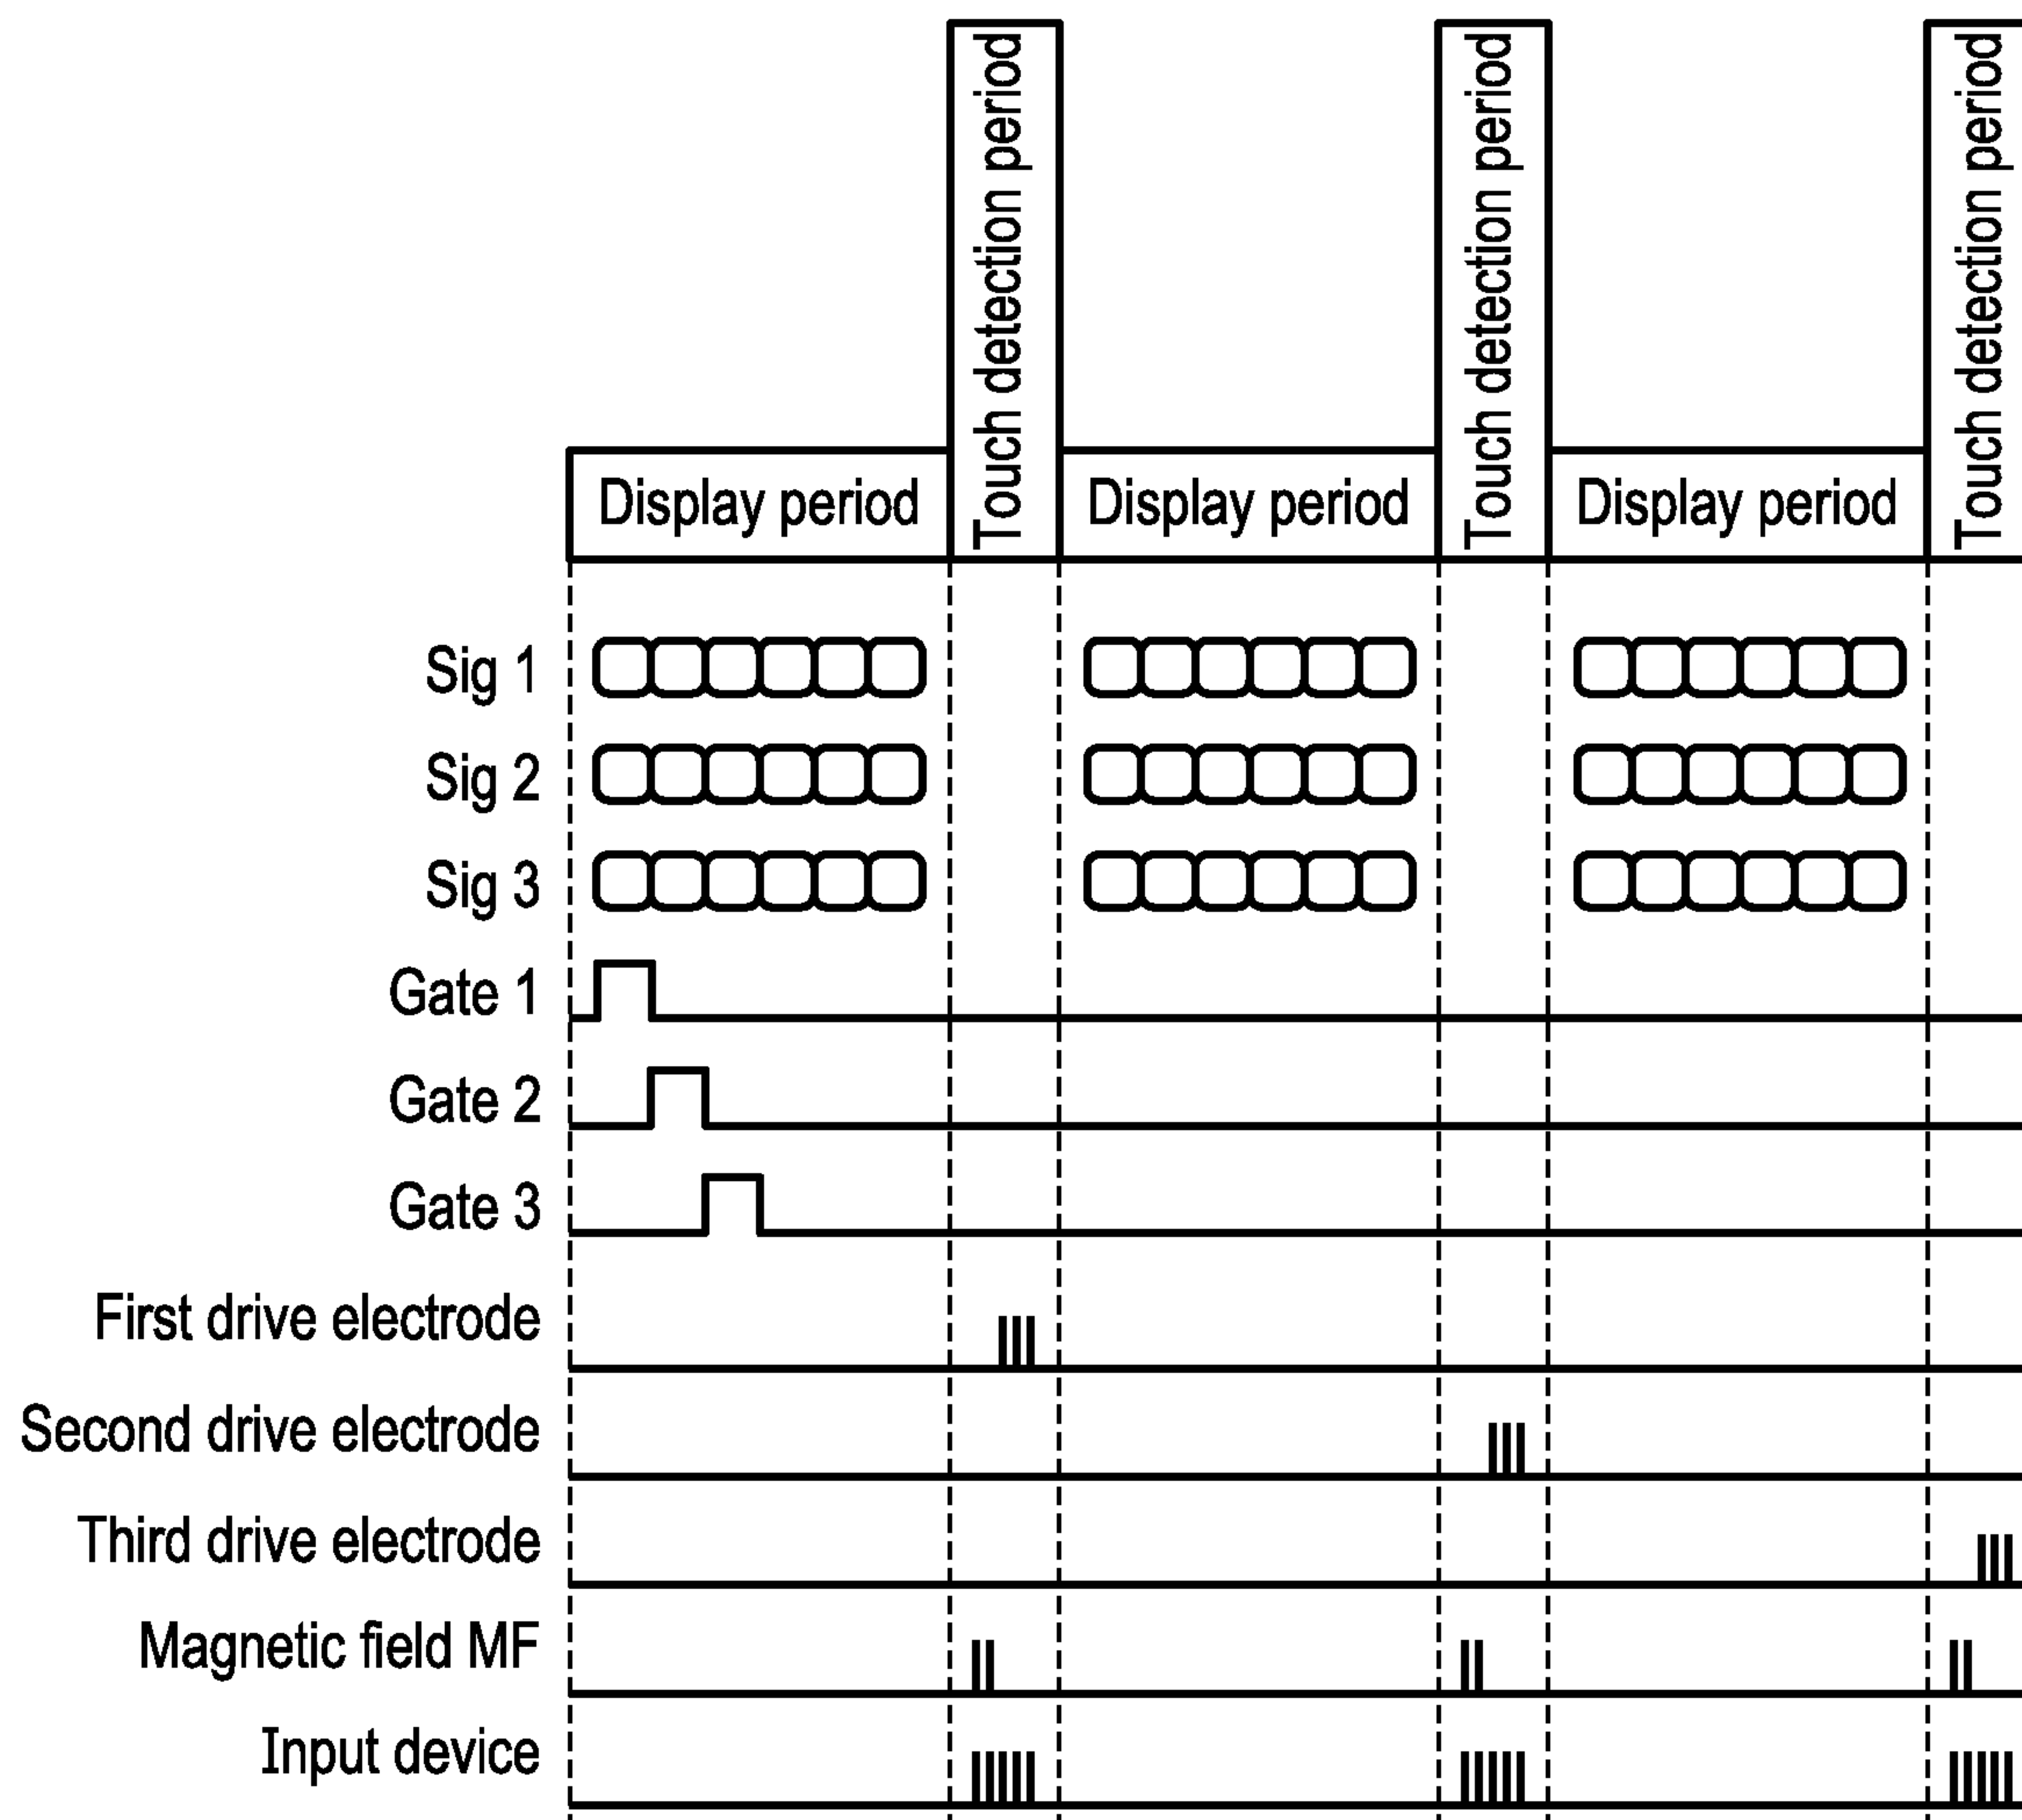 Touch detection period
Touch detection period
Touch detection period
Display period
Display period
Display period
Sig 1
Sig 2
Sig 3
Gate 1
Gate 2
Gate 3
First drive electrode
Second drive electrode
Third drive electrode
Magnetic field MF
Input device